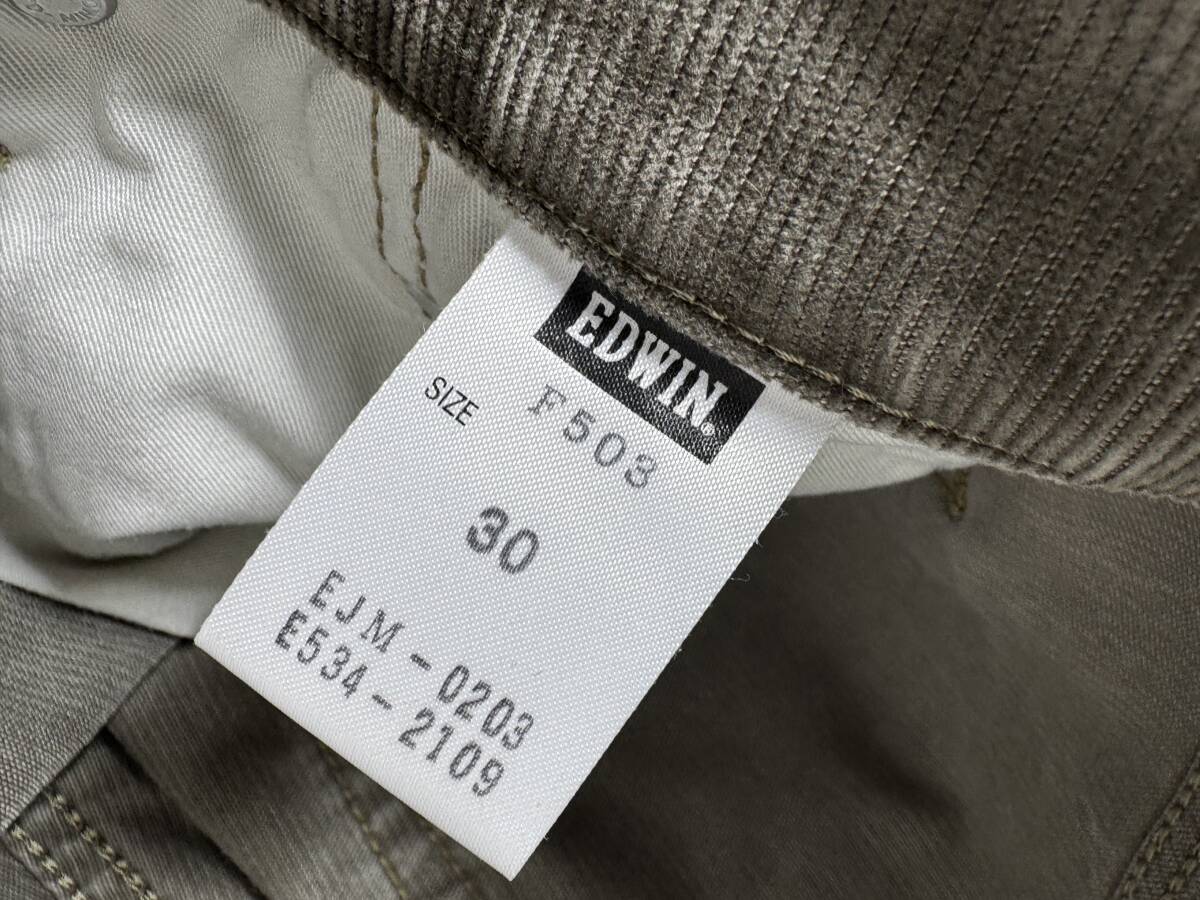 EDWIN.
F503
SIZE
30
EJM-0203
E534-2109